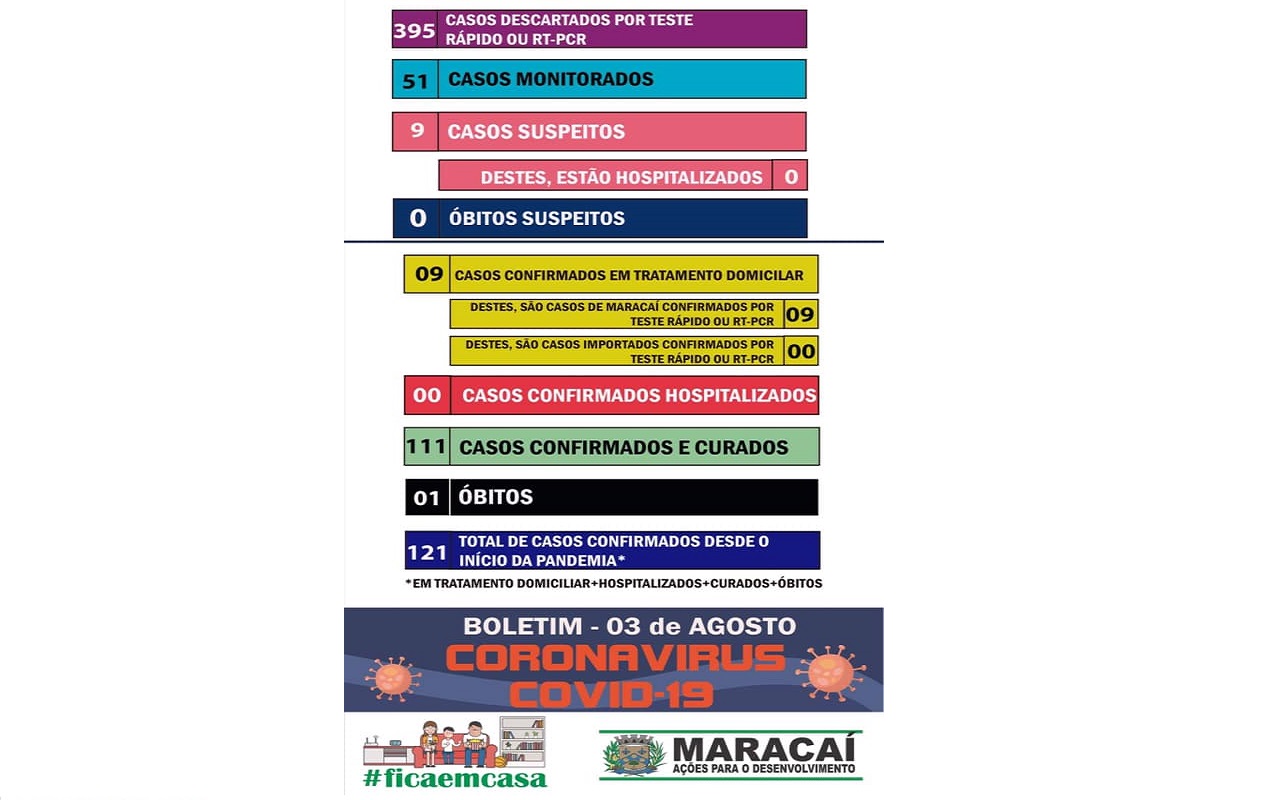 395 CASOS DESCARTADOS POR TESTE
RÁPIDO OU RT-PCR
51 CASOS MONITORADOS
9 CASOS SUSPEITOS
DESTES, ESTÃO HOSPITALIZADOS 0
0 ÓBITOS SUSPEITOS
09 CASOS CONFIRMADOS EM TRATAMENTO DOMICILAR
DESTES, SÃO CASOS DE MARACAÍ CONFIRMADOS POR
TESTE RÁPIDO OU RT-PCR 09
DESTES, SÃO CASOS IMPORTADOS CONFIRMADOS POR
TESTE RÁPIDO OU RT-PCR 00
00 CASOS CONFIRMADOS HOSPITALIZADOS
111 CASOS CONFIRMADOS E CURADOS
01 ÓBITOS
121 TOTAL DE CASOS CONFIRMADOS DESDE O
INÍCIO DA PANDEMIA*
*EM TRATAMENTO DOMICILIAR+HOSPITALIZADOS+CURADOS+ÓBITOS
BOLETIM - 03 de AGOSTO
CORONAVIRUS
COVID-19
#ficaemcasa
MARACAÍ
AÇÕES PARA O DESENVOLVIMENTO